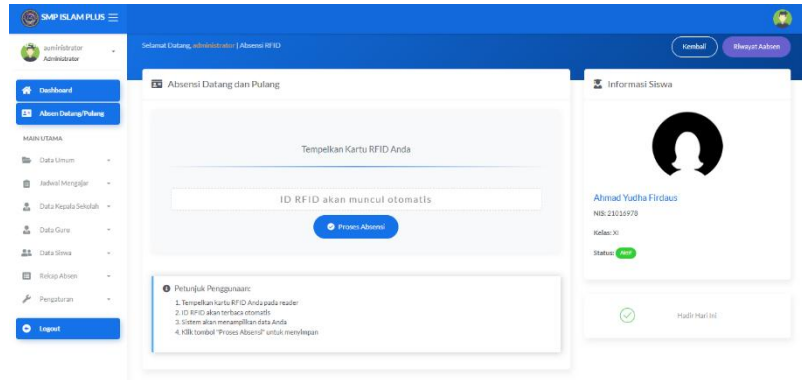 SMP ISLAM PLUS
administrator
Administrator
Dashboard
Absen Datang/Pulang
MAIN UTAMA
Data Umum
Jadwal Mengajar
Data Kepala Sekolah
Data Guru
Data Siswa
Rekap Absen
Pengaturan
Logout
Selamat Datang, administrator | Absensi RFID
Kembali
Riwayat Aabsen
Absensi Datang dan Pulang
Tempelkan Kartu RFID Anda
ID RFID akan muncul otomatis
Proses Absensi
Petunjuk Penggunaan:
1. Tempelkan kartu RFID Anda pada reader
2. ID RFID akan terbaca otomatis
3. Sistem akan menampilkan data Anda
4. Klik tombol "Proses Absensi" untuk menyimpan
Informasi Siswa
Ahmad Yudha Firdaus
NIS: 21016978
Kelas: XI
Status: Aktif
Hadir Hari Ini